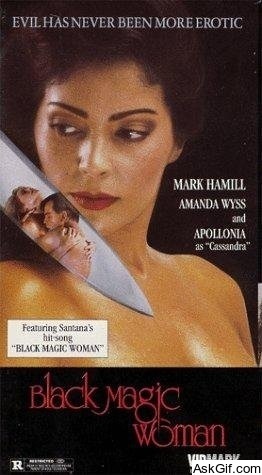 EVIL HAS NEVER BEEN MORE EROTIC
MARK HAMILL
AMANDA WYSS
and
APOLLONIA
as "Cassandra"
Featuring Santana's
hit-song
"BLACK MAGIC WOMAN"
BLACK MAGIC
WOMAN
R RESTRICTED
VIDMARK
AskGif.com